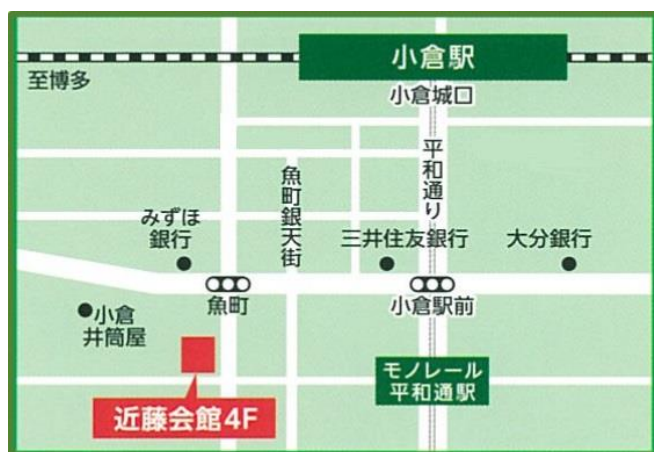 小倉駅
至博多
小倉城口
平和通り
魚町銀天街
みずほ
銀行
三井住友銀行
大分銀行
魚町
小倉駅前
小倉
井筒屋
モノレール
平和通駅
近藤会館4F